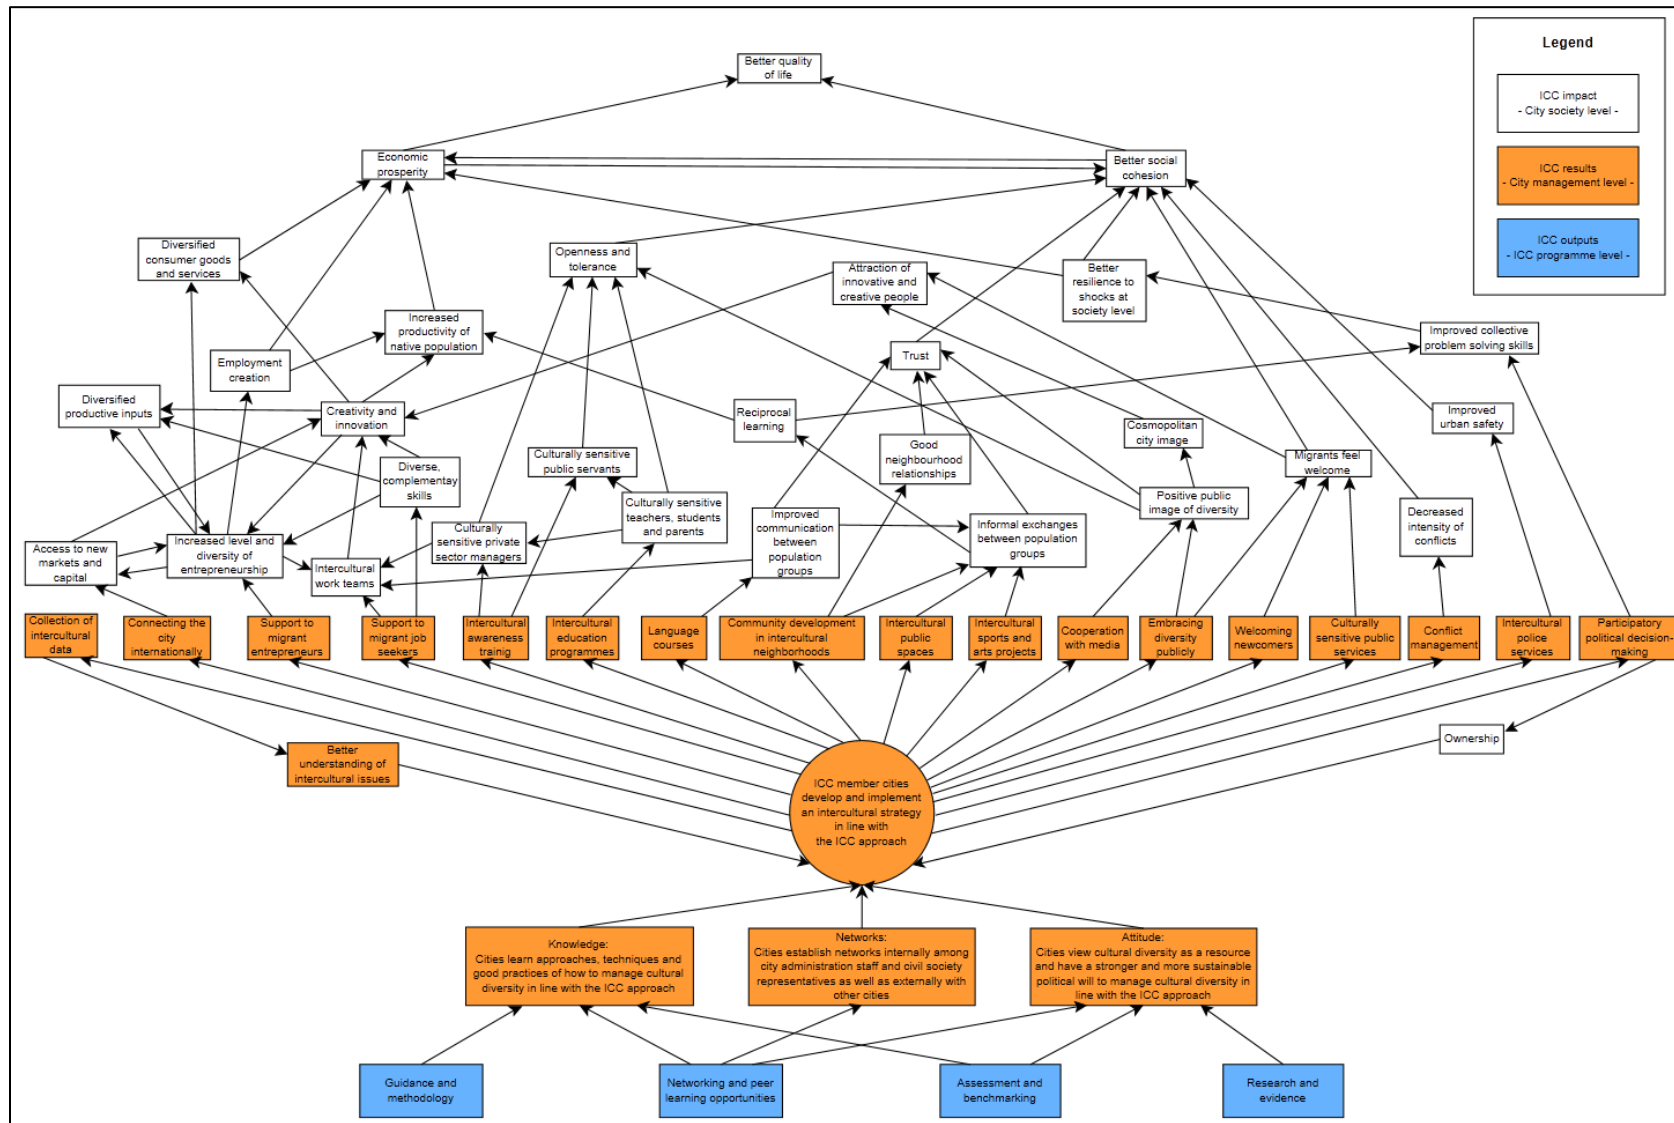 Legend
ICC impact
- City society level -
ICC results
- City management level -
ICC outputs
- ICC programme level -
Better quality
of life
Economic
prosperity
Better social
cohesion
Diversified
consumer goods
and services
Openness and
tolerance
Attraction of
innovative and
creative people
Better
resilience to
shocks at
society level
Increased
productivity of
native population
Improved collective
problem solving skills
Employment
creation
Trust
Diversified
productive inputs
Creativity and
innovation
Reciprocal
learning
Cosmopolitan
city image
Improved
urban safety
Culturally sensitive
public servants
Good
neighbourhood
relationships
Migrants feel
welcome
Diverse,
complementay
skills
Culturally sensitive
teachers, students
and parents
Positive public
image of diversity
Decreased
intensity of
conflicts
Access to new
markets and
capital
Increased level and
diversity of
entrepreneurship
Intercultural
work teams
Culturally
sensitive private
sector managers
Improved
communication
between
population
groups
Informal exchanges
between population
groups
Collection of
intercultural
data
Connecting the
city
internationally
Support to
migrant
entrepreneurs
Support to
migrant job
seekers
Intercultural
awareness
trainig
Intercultural
education
programmes
Language
courses
Community development
in intercultural
neighborhoods
Intercultural
public
spaces
Intercultural
sports and
arts projects
Cooperation
with media
Embracing
diversity
publicly
Welcoming
newcomers
Culturally
sensitive public
services
Conflict
management
Intercultural
police
services
Participatory
political decision-
making
Better
understanding of
intercultural issues
Ownership
ICC member cities
develop and implement
an intercultural strategy
in line with
the ICC approach
Knowledge:
Cities learn approaches, techniques and
good practices of how to manage cultural
diversity in line with the ICC approach
Networks:
Cities establish networks internally among
city administration staff and civil society
representatives as well as externally with
other cities
Attitude:
Cities view cultural diversity as a resource
and have a stronger and more sustainable
political will to manage cultural diversity in
line with the ICC approach
Guidance and
methodology
Networking and peer
learning opportunities
Assessment and
benchmarking
Research and
evidence